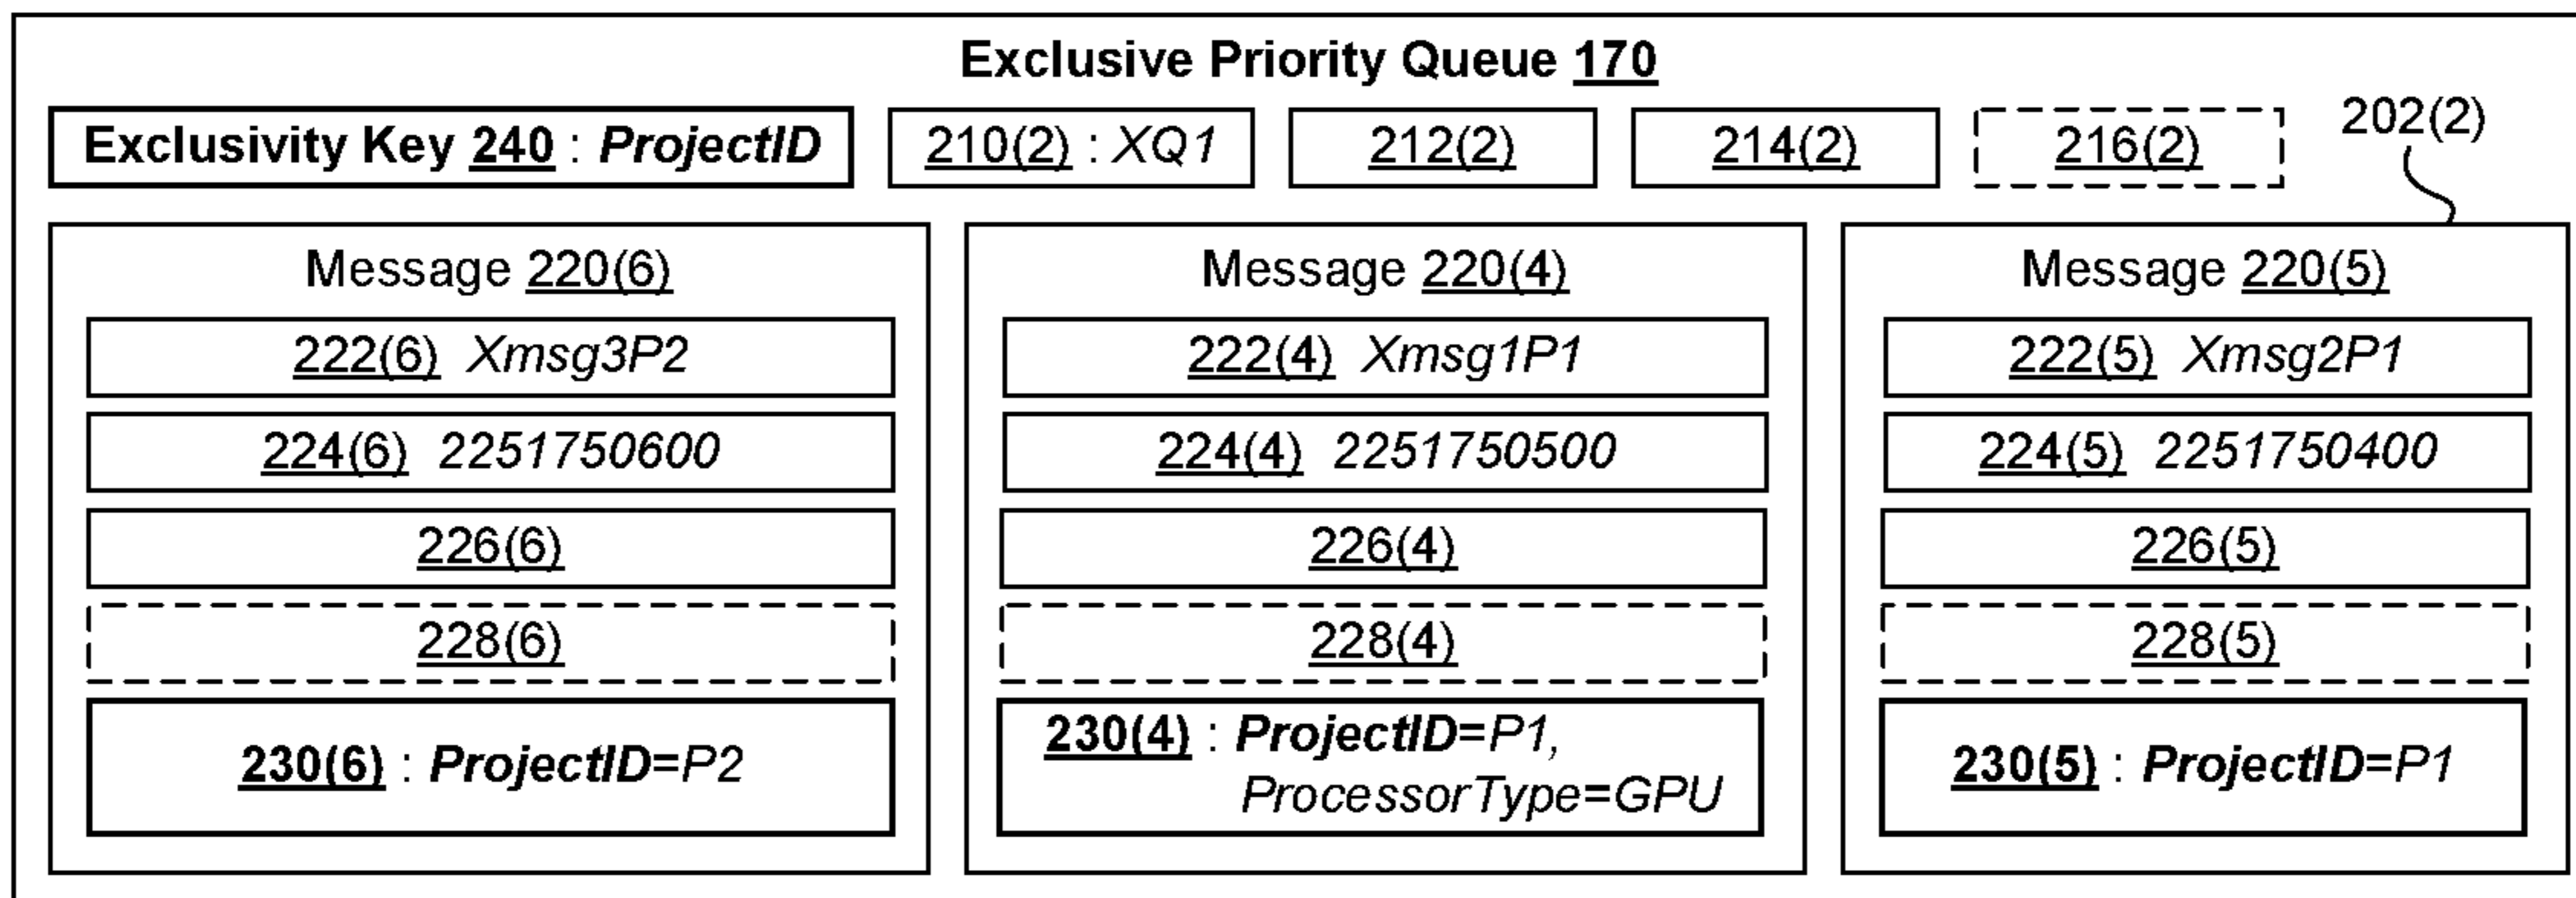 Exclusive Priority Queue 170
Exclusivity Key 240 : ProjectID
210(2) : XQ1
212(2)
214(2)
216(2)
202(2)
Message 220(6)
222(6) Xmsg3P2
224(6) 2251750600
226(6)
228(6)
230(6) : ProjectID=P2
Message 220(4)
222(4) Xmsg1P1
224(4) 2251750500
226(4)
228(4)
230(4) : ProjectID=P1,
ProcessorType=GPU
Message 220(5)
222(5) Xmsg2P1
224(5) 2251750400
226(5)
228(5)
230(5) : ProjectID=P1